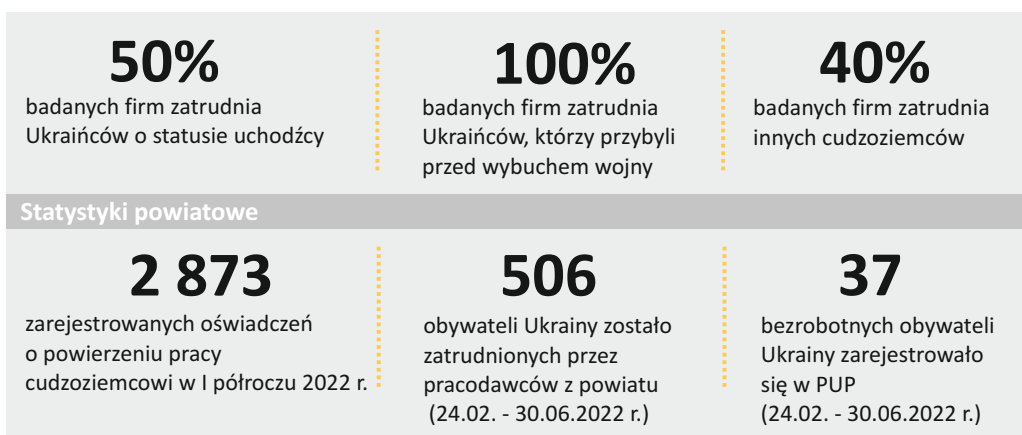 50%
badanych firm zatrudnia
Ukraińców o statusie uchodźcy
100%
badanych firm zatrudnia
Ukraińców, którzy przybyli
przed wybuchem wojny
40%
badanych firm zatrudnia
innych cudzoziemców
Statystyki powiatowe
2 873
zarejestrowanych oświadczeń
o powierzeniu pracy
cudzoziemcowi w I półroczu 2022 r.
506
obywateli Ukrainy zostało
zatrudnionych przez
pracodawców z powiatu
(24.02. - 30.06.2022 r.)
37
bezrobotnych obywateli
Ukrainy zarejestrowało
się w PUP
(24.02. - 30.06.2022 r.)